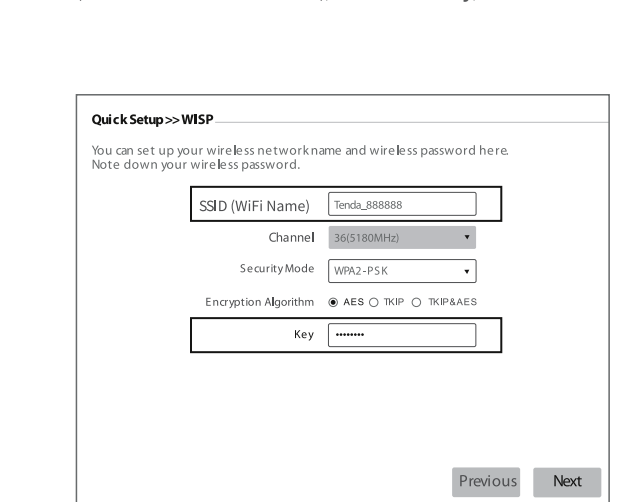 Quick Setup>> WISP
You can set up your wireless network name and wireless password here.
Note down your wireless password.
SSID (WiFi Name) Tenda_888888
Channel 36(5180MHz)
Security Mode WPA2-PSK
Encryption Algorithm AES TKIP TKIP&AES
Key ••••••••
Previous Next